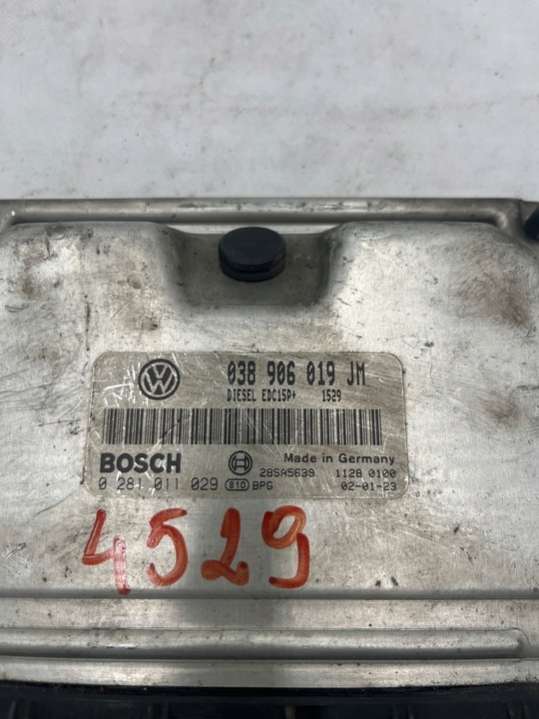 038 906 019 JM
DIESEL EDC15P+ 1529
BOSCH Made in Germany
28SA5639 1128 0100
0 281 011 029 810 BPG 02-01-23
4529